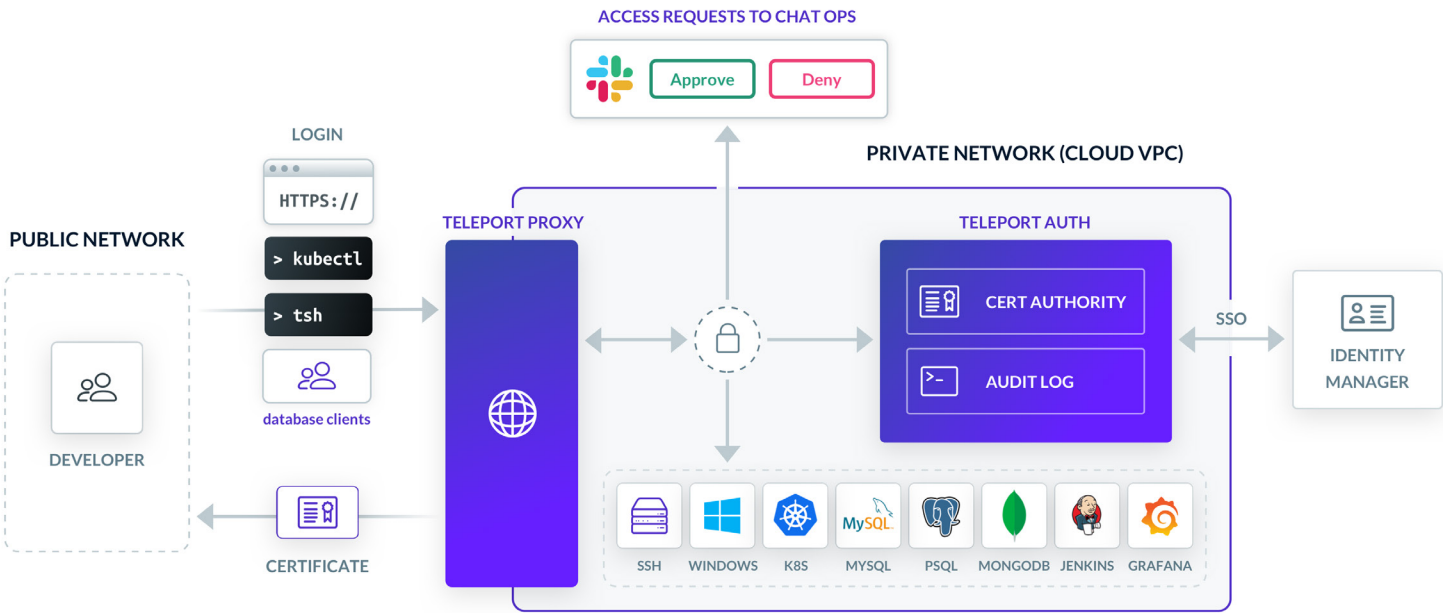 ACCESS REQUESTS TO CHAT OPS
Approve
Deny
LOGIN
PRIVATE NETWORK (CLOUD VPC)
HTTPS://
TELEPORT PROXY
TELEPORT AUTH
PUBLIC NETWORK
> kubectl
> tsh
CERT AUTHORITY
SSO
IDENTITY
MANAGER
AUDIT LOG
database clients
DEVELOPER
MySQL
CERTIFICATE
SSH
WINDOWS
K8S
MYSQL
PSQL
MONGODB
JENKINS
GRAFANA